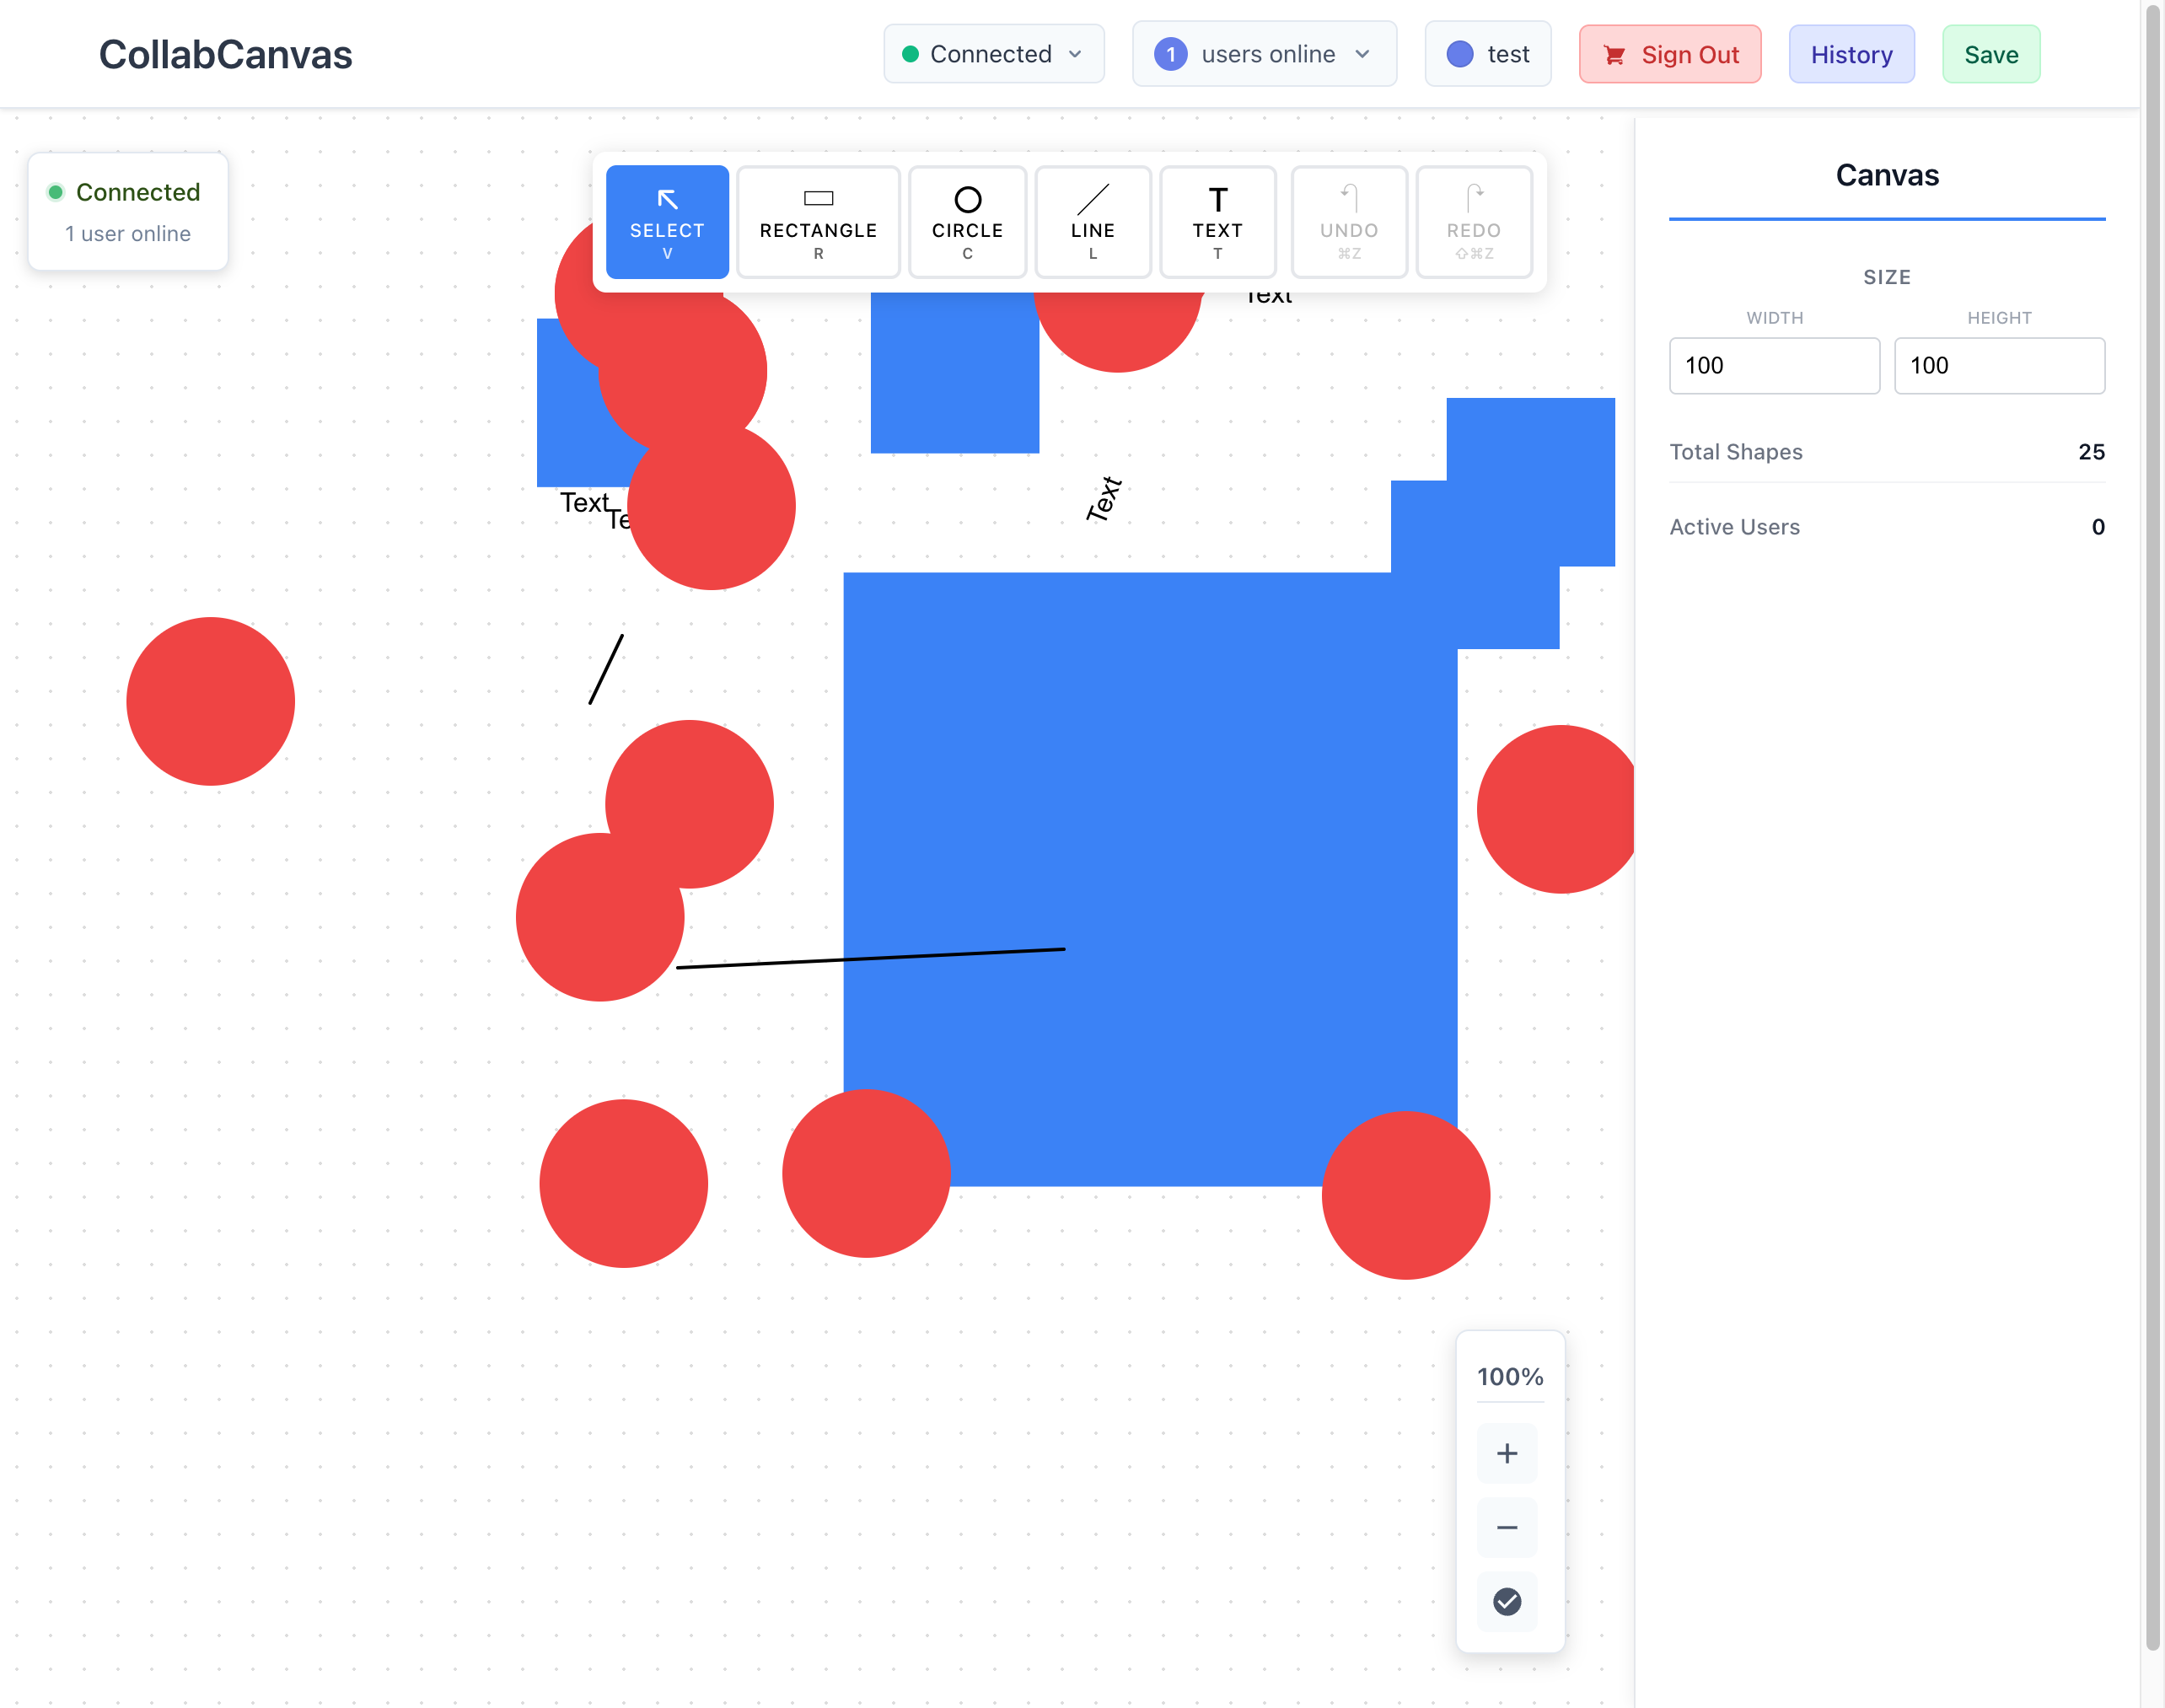 CollabCanvas
Connected
1 users online
test
Sign Out
History
Save
Connected
1 user online
SELECT
V
RECTANGLE
R
CIRCLE
C
LINE
L
T
TEXT
T
UNDO
⌘Z
REDO
⇧⌘Z
Text
Text
Te
Text
Canvas
SIZE
WIDTH
HEIGHT
100
100
Total Shapes 25
Active Users 0
100%